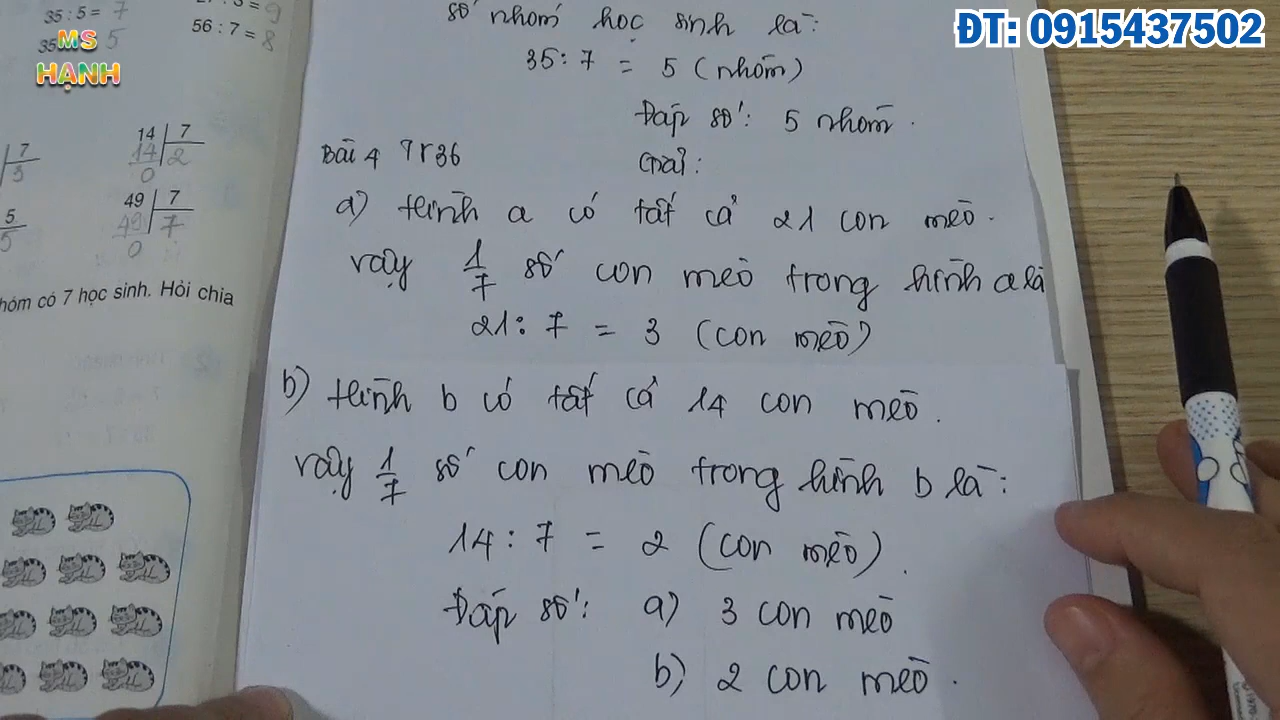 ĐT: 0915437502
MS
HẠNH
35 : 5 = 7
56 : 7 = 8
14 7
14 2
0
49 7
49 7
0
nhóm có 7 học sinh. Hỏi chia
số nhóm học sinh là:
35 : 7 = 5 (nhóm)
Đáp số: 5 nhóm.
Bài 4 Tr36
Giải:
a) Hình a có tất cả 21 con mèo.
Vậy 1/7 số con mèo trong hình a là
21 : 7 = 3 (con mèo)
b) Hình b có tất cả 14 con mèo.
Vậy 1/7 số con mèo trong hình b là:
14 : 7 = 2 (con mèo).
Đáp số: a) 3 con mèo
b) 2 con mèo.